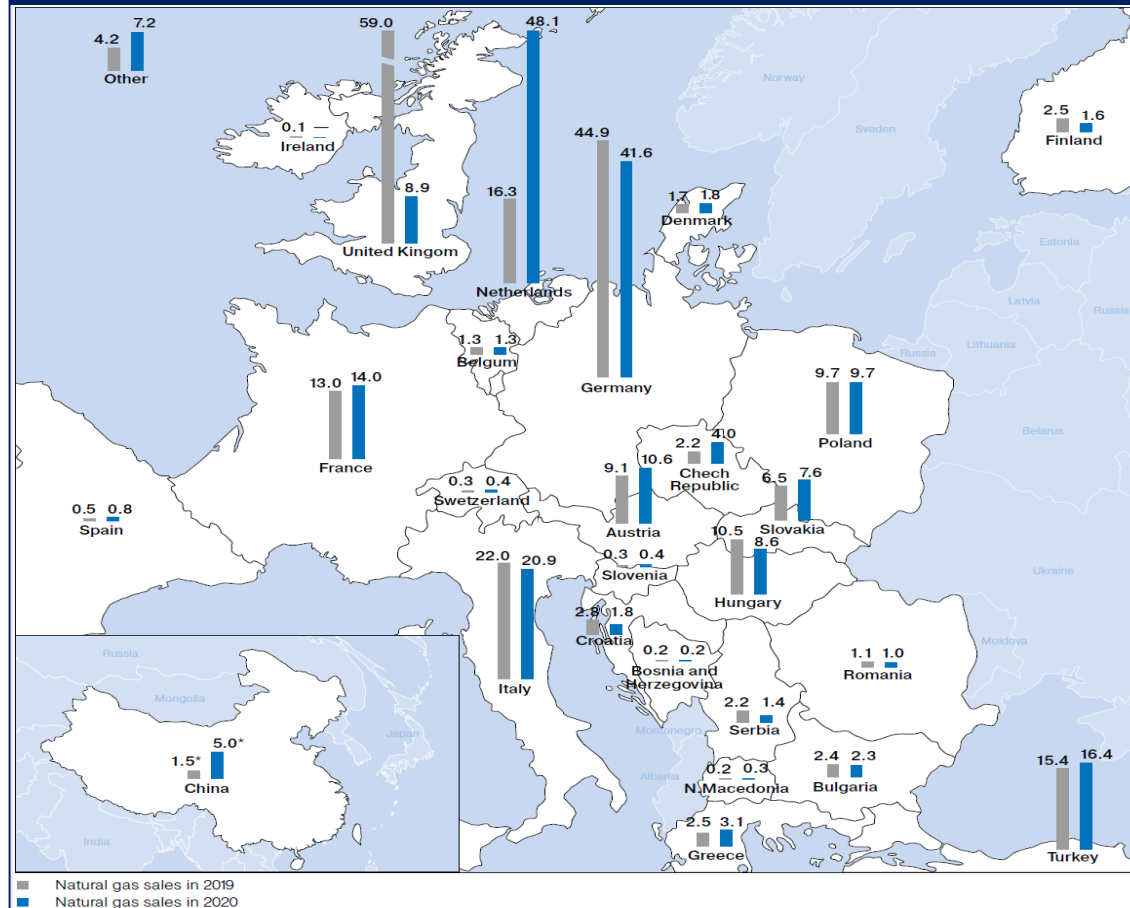 59.0
48.1
4.2 7.2
Other
Norway
Sveden
2.5 1.6
Finland
0.1 —
Ireland
44.9
41.6
16.3
8.9
United Kingom
1.7 1.8
Denmark
Estonia
Netherlands
Latvia
Russla
Lithuania
Russia
1.3 1.3
Belgum
Germany
13.0 14.0
France
9.7 9.7
Poland
Belarus
2.2 4.0
Chech
Republic
9.1 10.6
Austria
6.5 7.6
Slovakia
0.3 0.4
Swetzerland
0.5 0.8
Spain
10.5 8.6
Hungary
22.0 20.9
Italy
0.3 0.4
Slovenia
Ukraine
2.8 1.8
Croatia
Moldova
0.2 0.2
Bosnia and
Herzegovina
1.1 1.0
Romania
Russia
Mongolia
Japan
1.5* 5.0*
China
India
2.2 1.4
Serbia
Montenegro
Albania
0.2 0.3
N.Macedonia
2.4 2.3
Bulgaria
15.4 16.4
Turkey
2.5 3.1
Greece
Natural gas sales in 2019
Natural gas sales in 2020